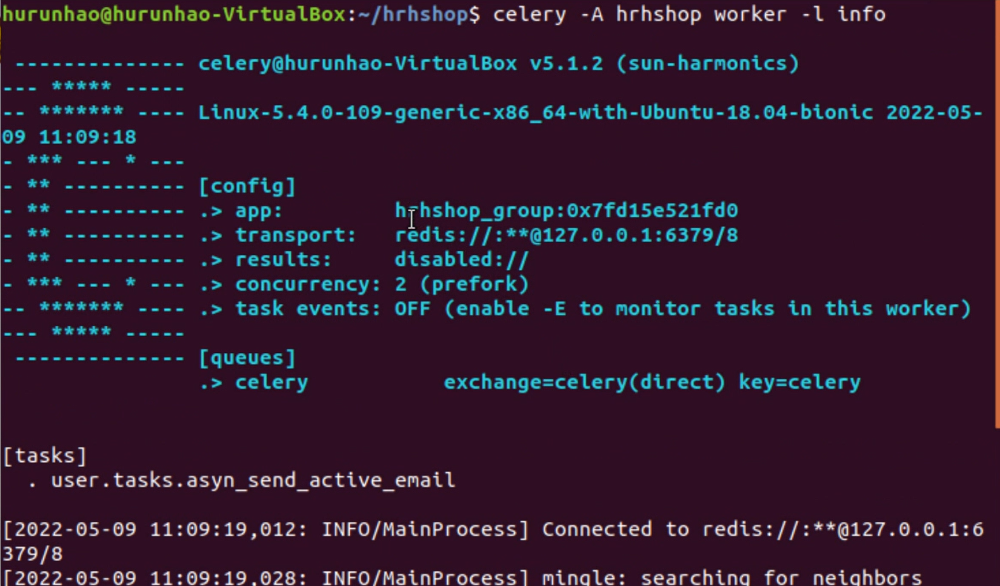 hurunhao@hurunhao-VirtualBox:~/hrhshop$ celery -A hrhshop worker -l info
 -------------- celery@hurunhao-VirtualBox v5.1.2 (sun-harmonics)
--- ***** -----
-- ******* ---- Linux-5.4.0-109-generic-x86_64-with-Ubuntu-18.04-bionic 2022-05-
09 11:09:18
- *** --- * ---
- ** ---------- [config]
- ** ---------- .> app:         hrhshop_group:0x7fd15e521fd0
- ** ---------- .> transport:   redis://:**@127.0.0.1:6379/8
- ** ---------- .> results:     disabled://
- *** --- * --- .> concurrency: 2 (prefork)
-- ******* ---- .> task events: OFF (enable -E to monitor tasks in this worker)
--- ***** -----
 -------------- [queues]
                .> celery           exchange=celery(direct) key=celery
[tasks]
  . user.tasks.asyn_send_active_email
[2022-05-09 11:09:19,012: INFO/MainProcess] Connected to redis://:**@127.0.0.1:6
379/8
[2022-05-09 11:09:19,028: INFO/MainProcess] mingle: searching for neighbors